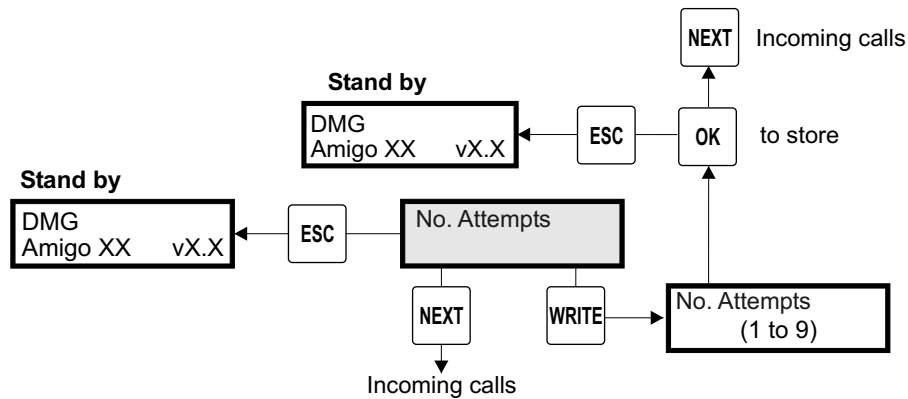 NEXT Incoming calls
Stand by
DMG
Amigo XX vX.X
ESC
OK
to store
Stand by
DMG
Amigo XX vX.X
ESC
No. Attempts
NEXT
WRITE
No. Attempts
(1 to 9)
Incoming calls